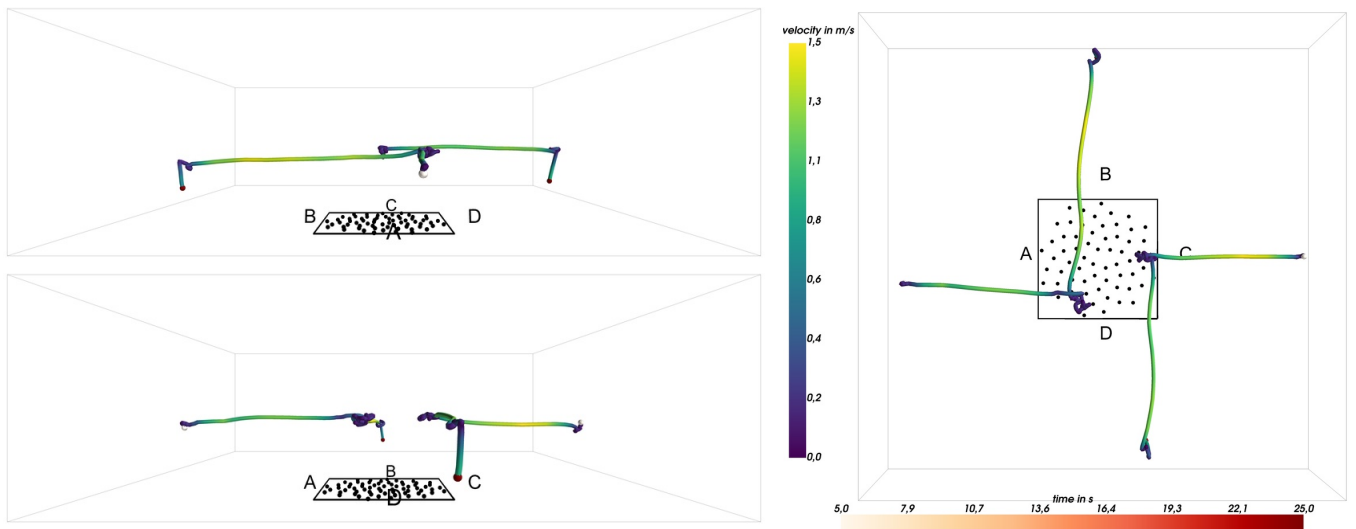 B
C
D
A
A
B
C
D
velocity in m/s
1,5
1,3
1,1
0,8
0,6
0,4
0,2
0,0
B
A
C
D
time in s
5,0 7,9 10,7 13,6 16,4 19,3 22,1 25,0